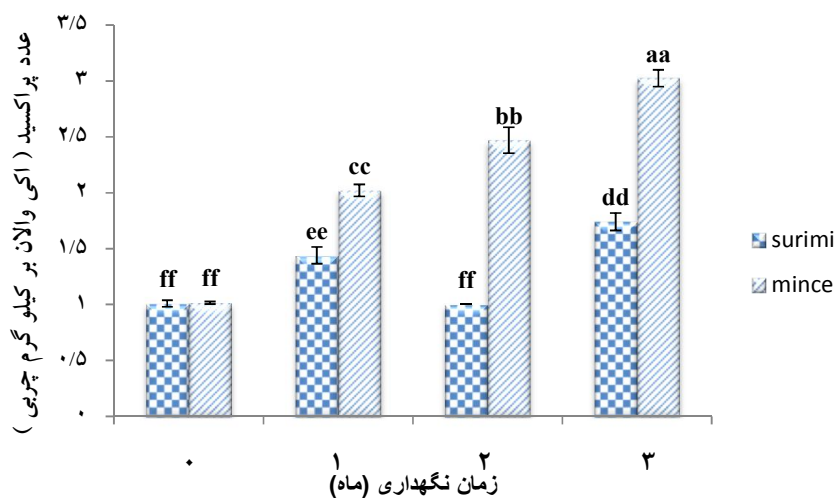 عدد پراکسید ( اکی والان بر کیلو گرم چربی )
۳/۵
۳
۲/۵
۲
۱/۵
۱
۰/۵
۰
ff
ff
ee
cc
ff
bb
dd
aa
surimi
mince
۰
۱
۲
۳
زمان نگهداری (ماه)